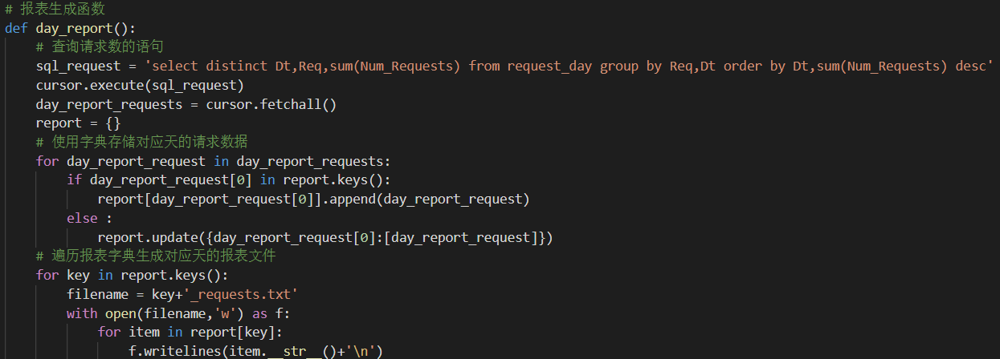 # 报表生成函数
def day_report():
    # 查询请求数的语句
    sql_request = 'select distinct Dt,Req,sum(Num_Requests) from request_day group by Req,Dt order by Dt,sum(Num_Requests) desc'
    cursor.execute(sql_request)
    day_report_requests = cursor.fetchall()
    report = {}
    # 使用字典存储对应天的请求数据
    for day_report_request in day_report_requests:
        if day_report_request[0] in report.keys():
            report[day_report_request[0]].append(day_report_request)
        else :
            report.update({day_report_request[0]:[day_report_request]})
    # 遍历报表字典生成对应天的报表文件
    for key in report.keys():
        filename = key+'_requests.txt'
        with open(filename,'w') as f:
            for item in report[key]:
                f.writelines(item.__str__()+'\n')